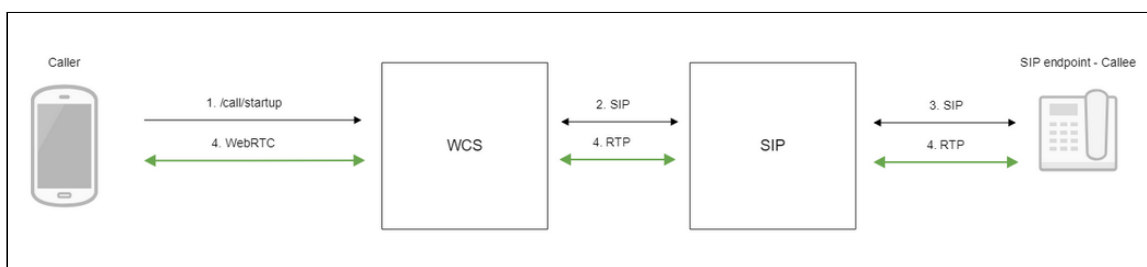 Caller
SIP endpoint - Callee
1. /call/startup
2. SIP
3. SIP
4. WebRTC
WCS
4. RTP
SIP
4. RTP